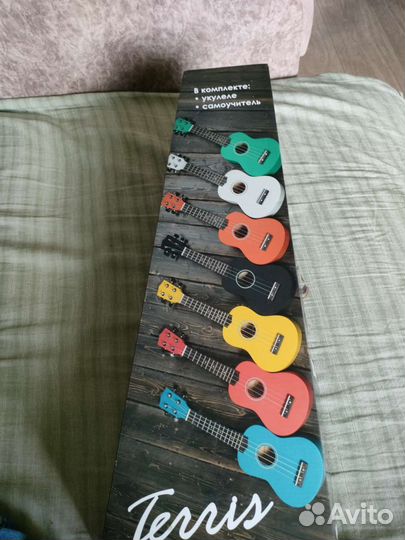 В комплекте:
• укулеле
• самоучитель
Terris
Avito